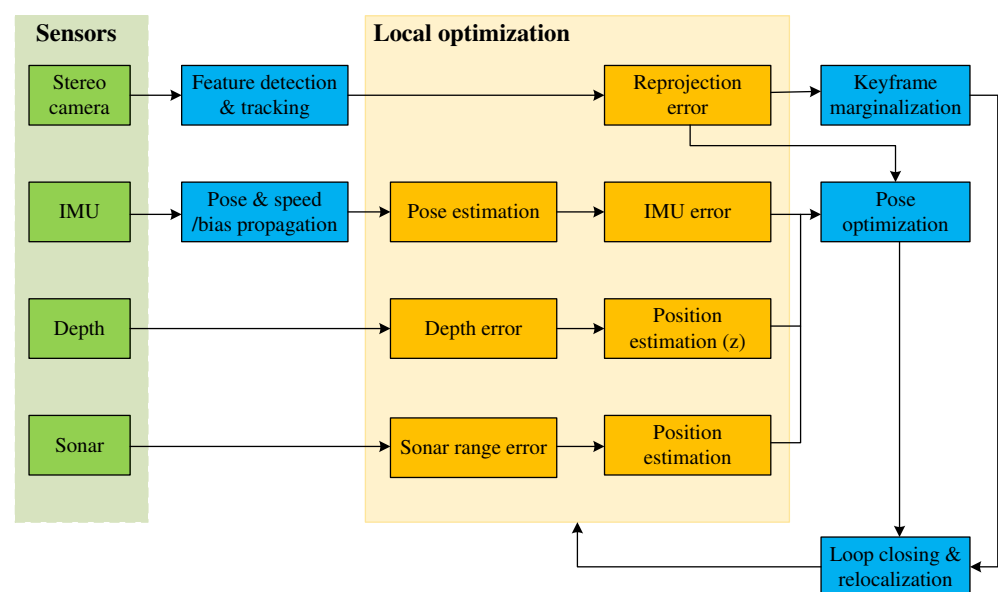 Sensors
Local optimization
Stereo
camera
Feature detection
& tracking
Reprojection
error
Keyframe
marginalization
IMU
Pose & speed
/bias propagation
Pose estimation
IMU error
Pose
optimization
Depth
Depth error
Position
estimation (z)
Sonar
Sonar range error
Position
estimation
Loop closing &
relocalization